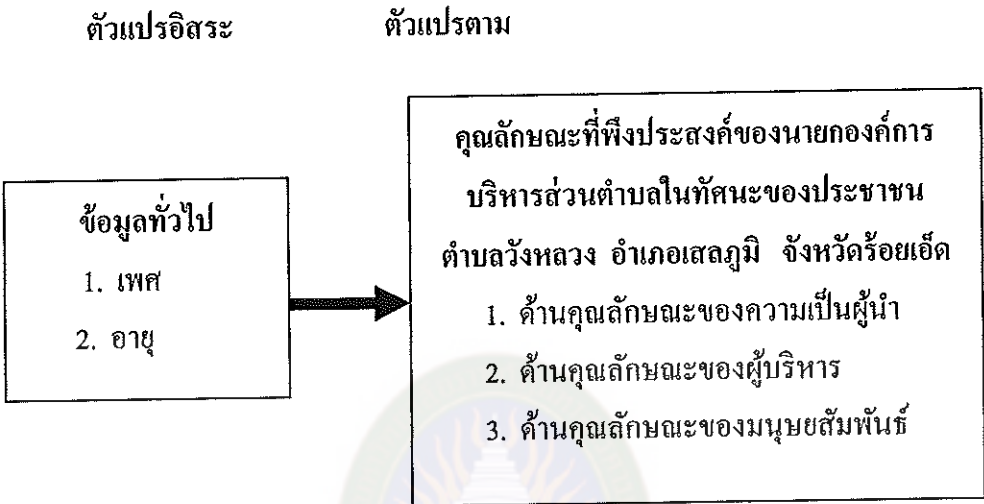 ตัวแปรอิสระ ตัวแปรตาม
ข้อมูลทั่วไป
1. เพศ
2. อายุ
คุณลักษณะที่พึงประสงค์ของนายกองค์การ
บริหารส่วนตำบลในทัศนะของประชาชน
ตำบลวังหลวง อำเภอเสลภูมิ จังหวัดร้อยเอ็ด
1. ด้านคุณลักษณะของความเป็นผู้นำ
2. ด้านคุณลักษณะของผู้บริหาร
3. ด้านคุณลักษณะของมนุษยสัมพันธ์